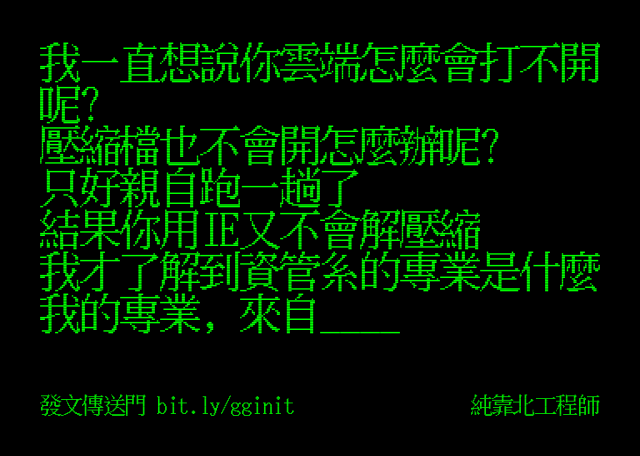 我一直想說你雲端怎麼會打不開
呢?
壓縮檔也不會開怎麼辦呢?
只好親自跑一趟了
結果你用IE又不會解壓縮
我才了解到資管系的專業是什麼
我的專業, 來自____
發文傳送門 bit.ly/gginit
純靠北工程師